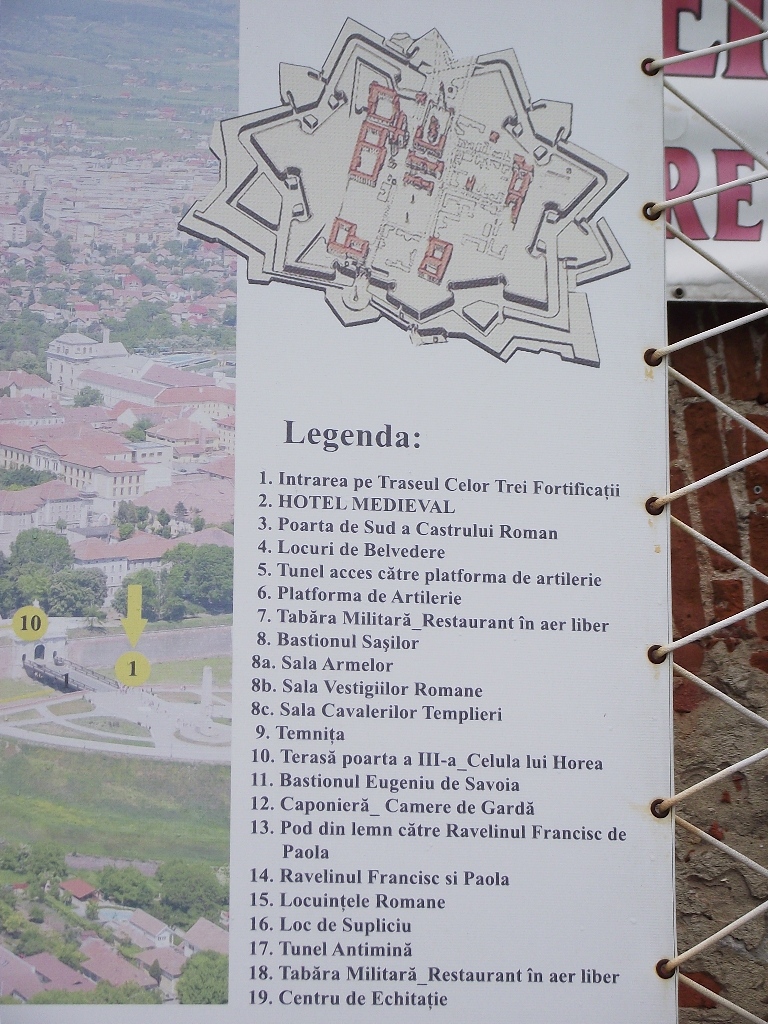 EI
RE
Legenda:
1. Intrarea pe Traseul Celor Trei Fortificații
2. HOTEL MEDIEVAL
3. Poarta de Sud a Castrului Roman
4. Locuri de Belvedere
5. Tunel acces către platforma de artilerie
6. Platforma de Artilerie
7. Tabăra Militară_Restaurant în aer liber
8. Bastionul Saşilor
8a. Sala Armelor
8b. Sala Vestigiilor Romane
8c. Sala Cavalerilor Templieri
9. Temnița
10. Terasă poarta a III-a_Celula lui Horea
11. Bastionul Eugeniu de Savoia
12. Caponieră_ Camere de Gardă
13. Pod din lemn către Ravelinul Francisc de
Paola
14. Ravelinul Francisc si Paola
15. Locuințele Romane
16. Loc de Supliciu
17. Tunel Antimină
18. Tabăra Militară_Restaurant în aer liber
19. Centru de Echitație
10
1